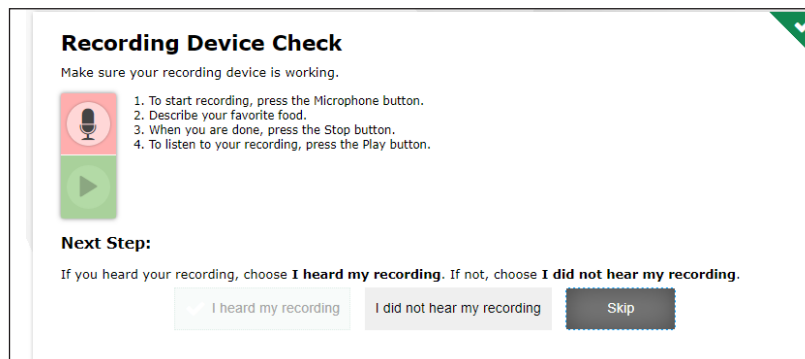 Recording Device Check
Make sure your recording device is working.
1. To start recording, press the Microphone button.
2. Describe your favorite food.
3. When you are done, press the Stop button.
4. To listen to your recording, press the Play button.
Next Step:
If you heard your recording, choose I heard my recording. If not, choose I did not hear my recording.
I heard my recording I did not hear my recording Skip